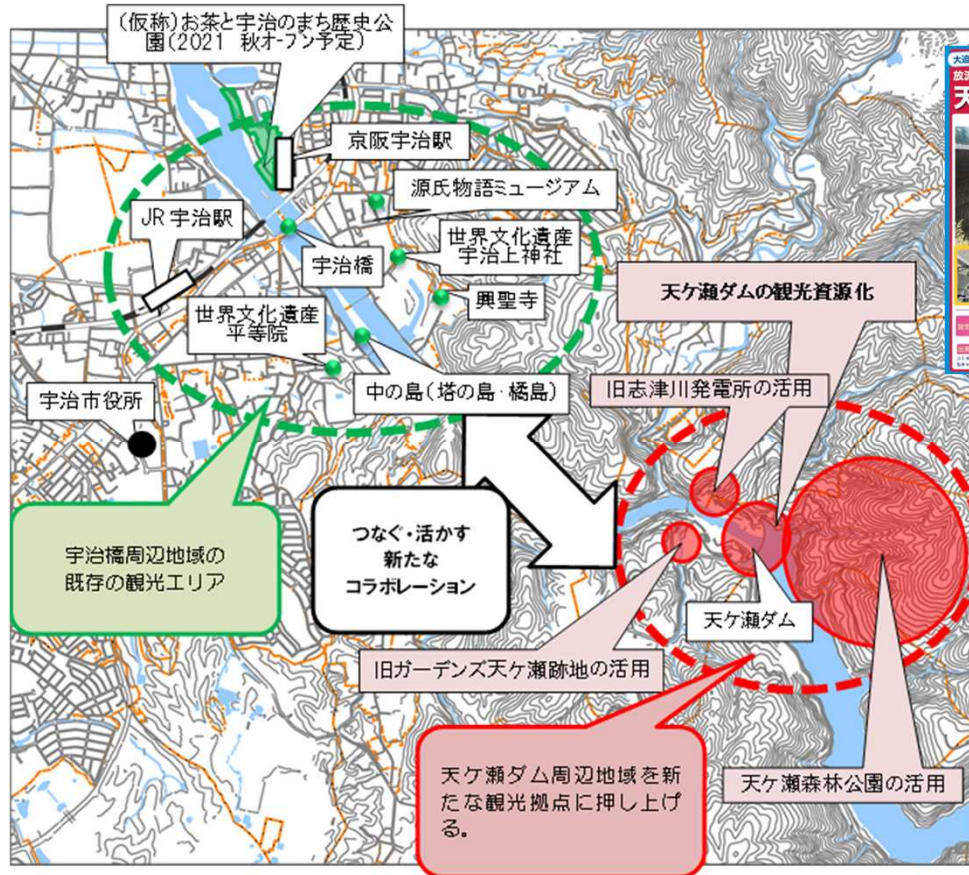 (仮称)お茶と宇治のまち歴史公
園(2021 秋オープン予定)
京阪宇治駅
源氏物語ミュージアム
JR宇治駅
世界文化遺産
宇治上神社
宇治橋
興聖寺
天ケ瀬ダムの観光資源化
世界文化遺産
平等院
宇治市役所
中の島(塔の島・橘島)
旧志津川発電所の活用
つなぐ・活かす
新たな
コラボレーション
宇治橋周辺地域の
既存の観光エリア
天ケ瀬ダム
旧ガーデンズ天ケ瀬跡地の活用
天ケ瀬ダム周辺地域を新
たな観光拠点に押し上げ
る。
天ケ瀬森林公園の活用